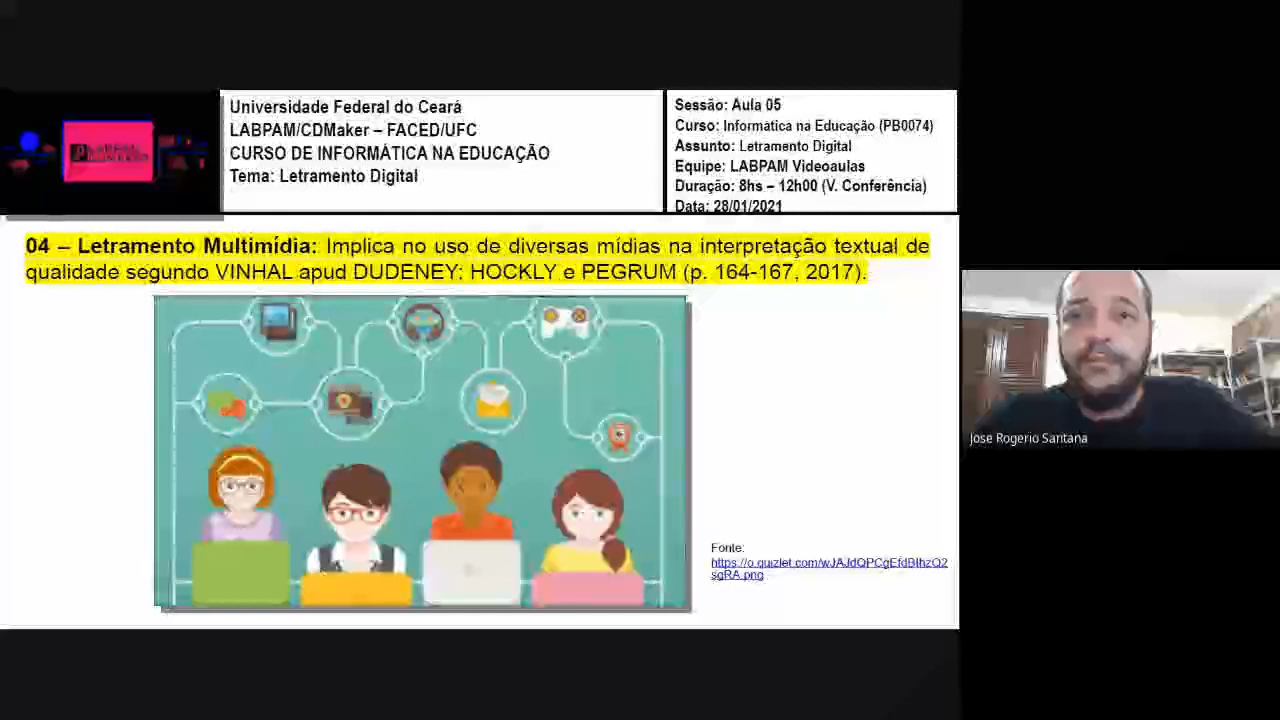 Universidade Federal do Ceará
LABPAM/CDMaker – FACED/UFC
CURSO DE INFORMÁTICA NA EDUCAÇÃO
Tema: Letramento Digital
Sessão: Aula 05
Curso: Informática na Educação (PB0074)
Assunto: Letramento Digital
Equipe: LABPAM Videoaulas
Duração: 8hs – 12h00 (V. Conferência)
Data: 28/01/2021
04 – Letramento Multimídia: Implica no uso de diversas mídias na interpretação textual de
qualidade segundo VINHAL apud DUDENEY; HOCKLY e PEGRUM (p. 164-167, 2017).
Jose Rogerio Santana
Fonte: